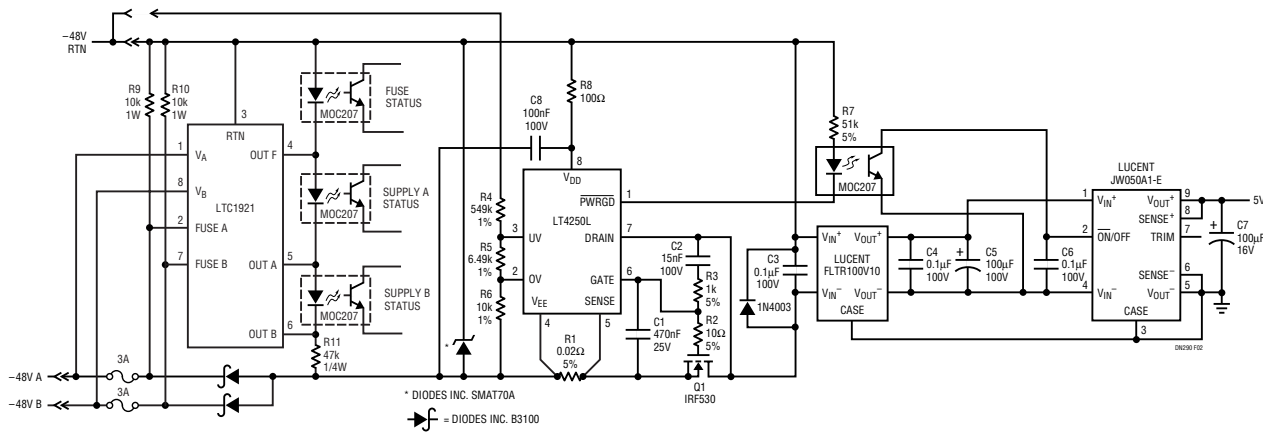 −48V
RTN
R9
10k
1W
R10
10k
1W
3
RTN
1
VA
OUT F
4
8
VB
LTC1921
2
FUSE A
7
FUSE B
OUT A
5
OUT B
6
MOC207
FUSE
STATUS
MOC207
SUPPLY A
STATUS
MOC207
SUPPLY B
STATUS
R11
47k
1/4W
−48V A
3A
−48V B
3A
*
* DIODES INC. SMAT70A
= DIODES INC. B3100
C8
100nF
100V
R8
100Ω
R4
549k
1%
R5
6.49k
1%
R6
10k
1%
8
VDD
PWRGD
1
LT4250L
3
UV
DRAIN
7
2
OV
GATE
6
VEE
SENSE
4
5
R1
0.02Ω
5%
C1
470nF
25V
C2
15nF
100V
R3
1k
5%
R2
10Ω
5%
Q1
IRF530
R7
51k
5%
MOC207
1N4003
C3
0.1µF
100V
VIN+
VOUT+
LUCENT
FLTR100V10
VIN−
VOUT−
CASE
C4
0.1µF
100V
+
C5
100µF
100V
C6
0.1µF
100V
LUCENT
JW050A1-E
1
VIN+
VOUT+
9
SENSE+
8
2
ON/OFF
TRIM
7
SENSE−
6
4
VIN−
VOUT−
5
CASE
3
5V
+
C7
100µF
16V
DN290 F02